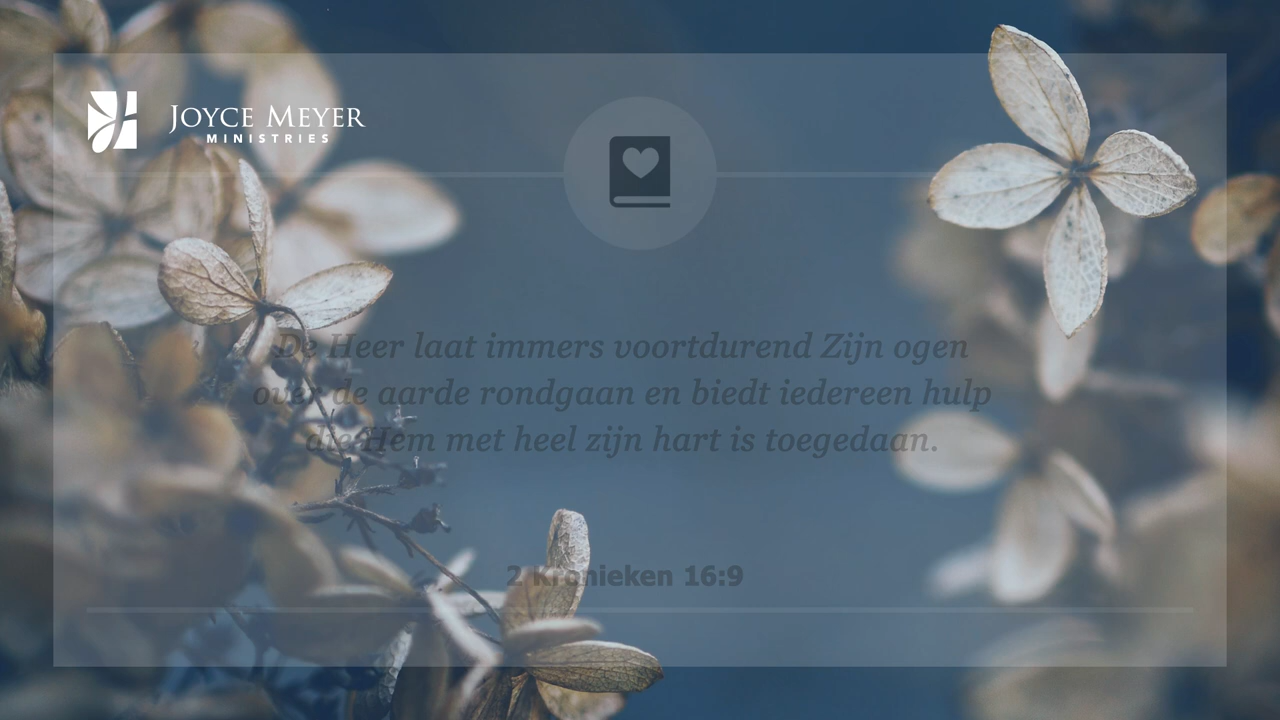 JOYCE MEYER
MINISTRIES
De Heer laat immers voortdurend Zijn ogen
over de aarde rondgaan en biedt iedereen hulp
die Hem met heel zijn hart is toegedaan.
2 Kronieken 16:9